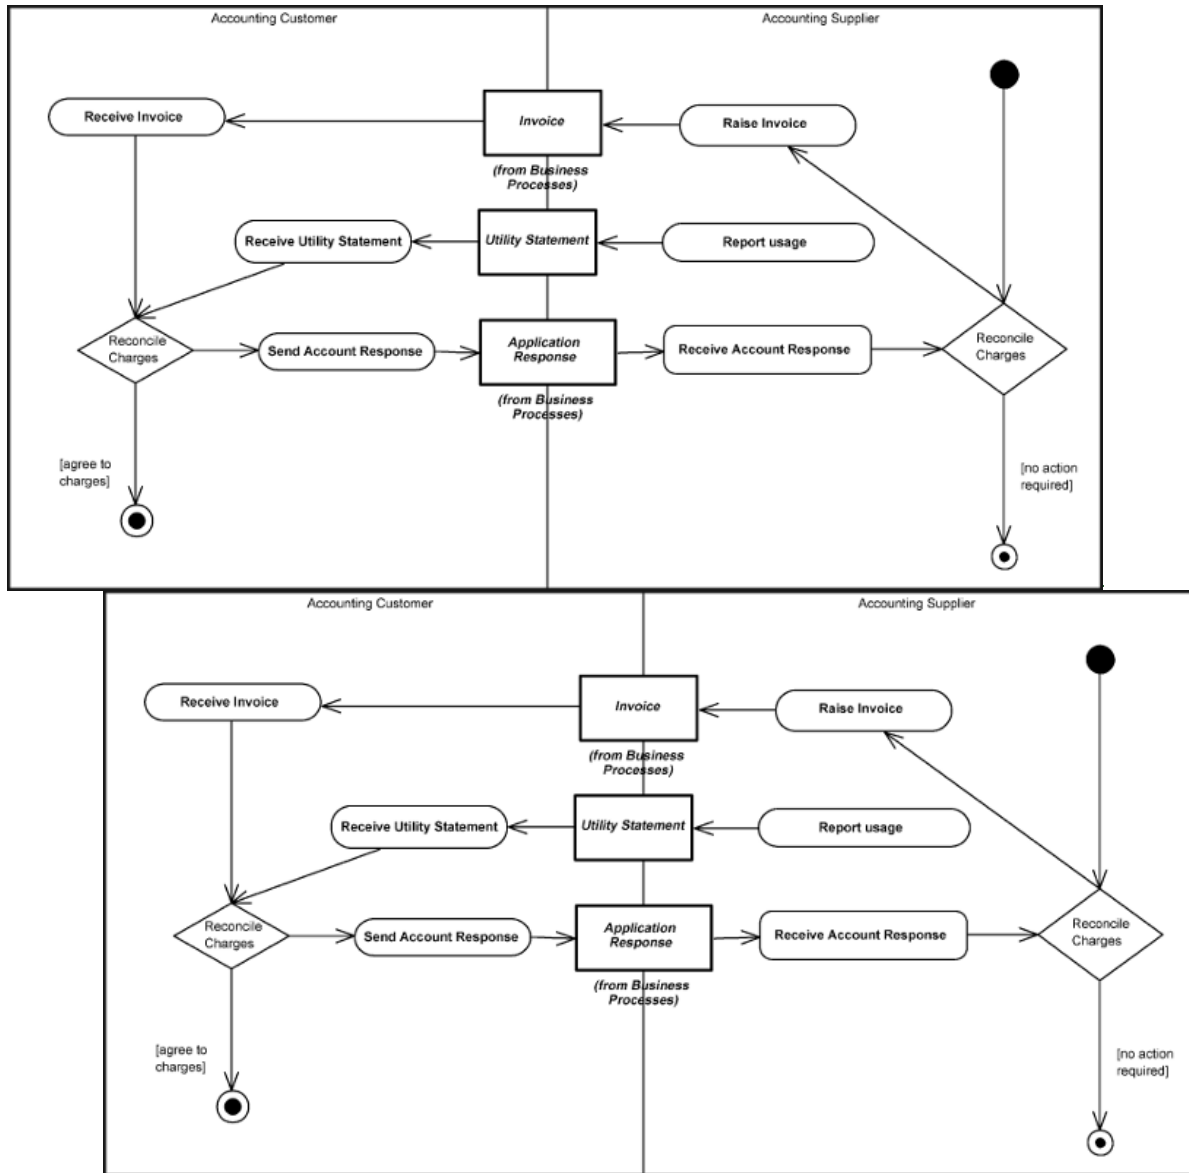 Accounting Customer
Accounting Supplier
Receive Invoice
Invoice
Raise Invoice
(from Business
Processes)
Receive Utility Statement
Utility Statement
Report usage
Reconcile
Charges
Send Account Response
Application
Response
Receive Account Response
Reconcile
Charges
(from Business
Processes)
[agree to
charges]
[no action
required]
Accounting Customer
Accounting Supplier
Receive Invoice
Invoice
Raise Invoice
(from Business
Processes)
Receive Utility Statement
Utility Statement
Report usage
Reconcile
Charges
Send Account Response
Application
Response
Receive Account Response
Reconcile
Charges
(from Business
Processes)
[agree to
charges]
[no action
required]